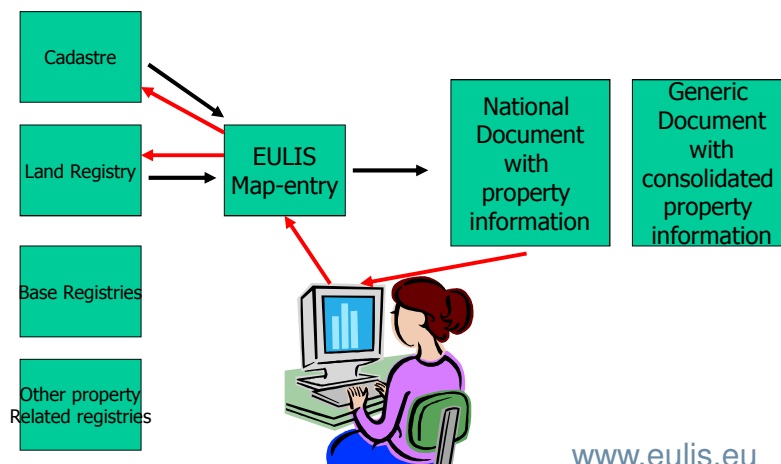 Cadastre
Land Registry
Base Registries
Other property
Related registries
EULIS
Map-entry
National
Document
with
property
information
Generic
Document
with
consolidated
property
information
www.eulis.eu